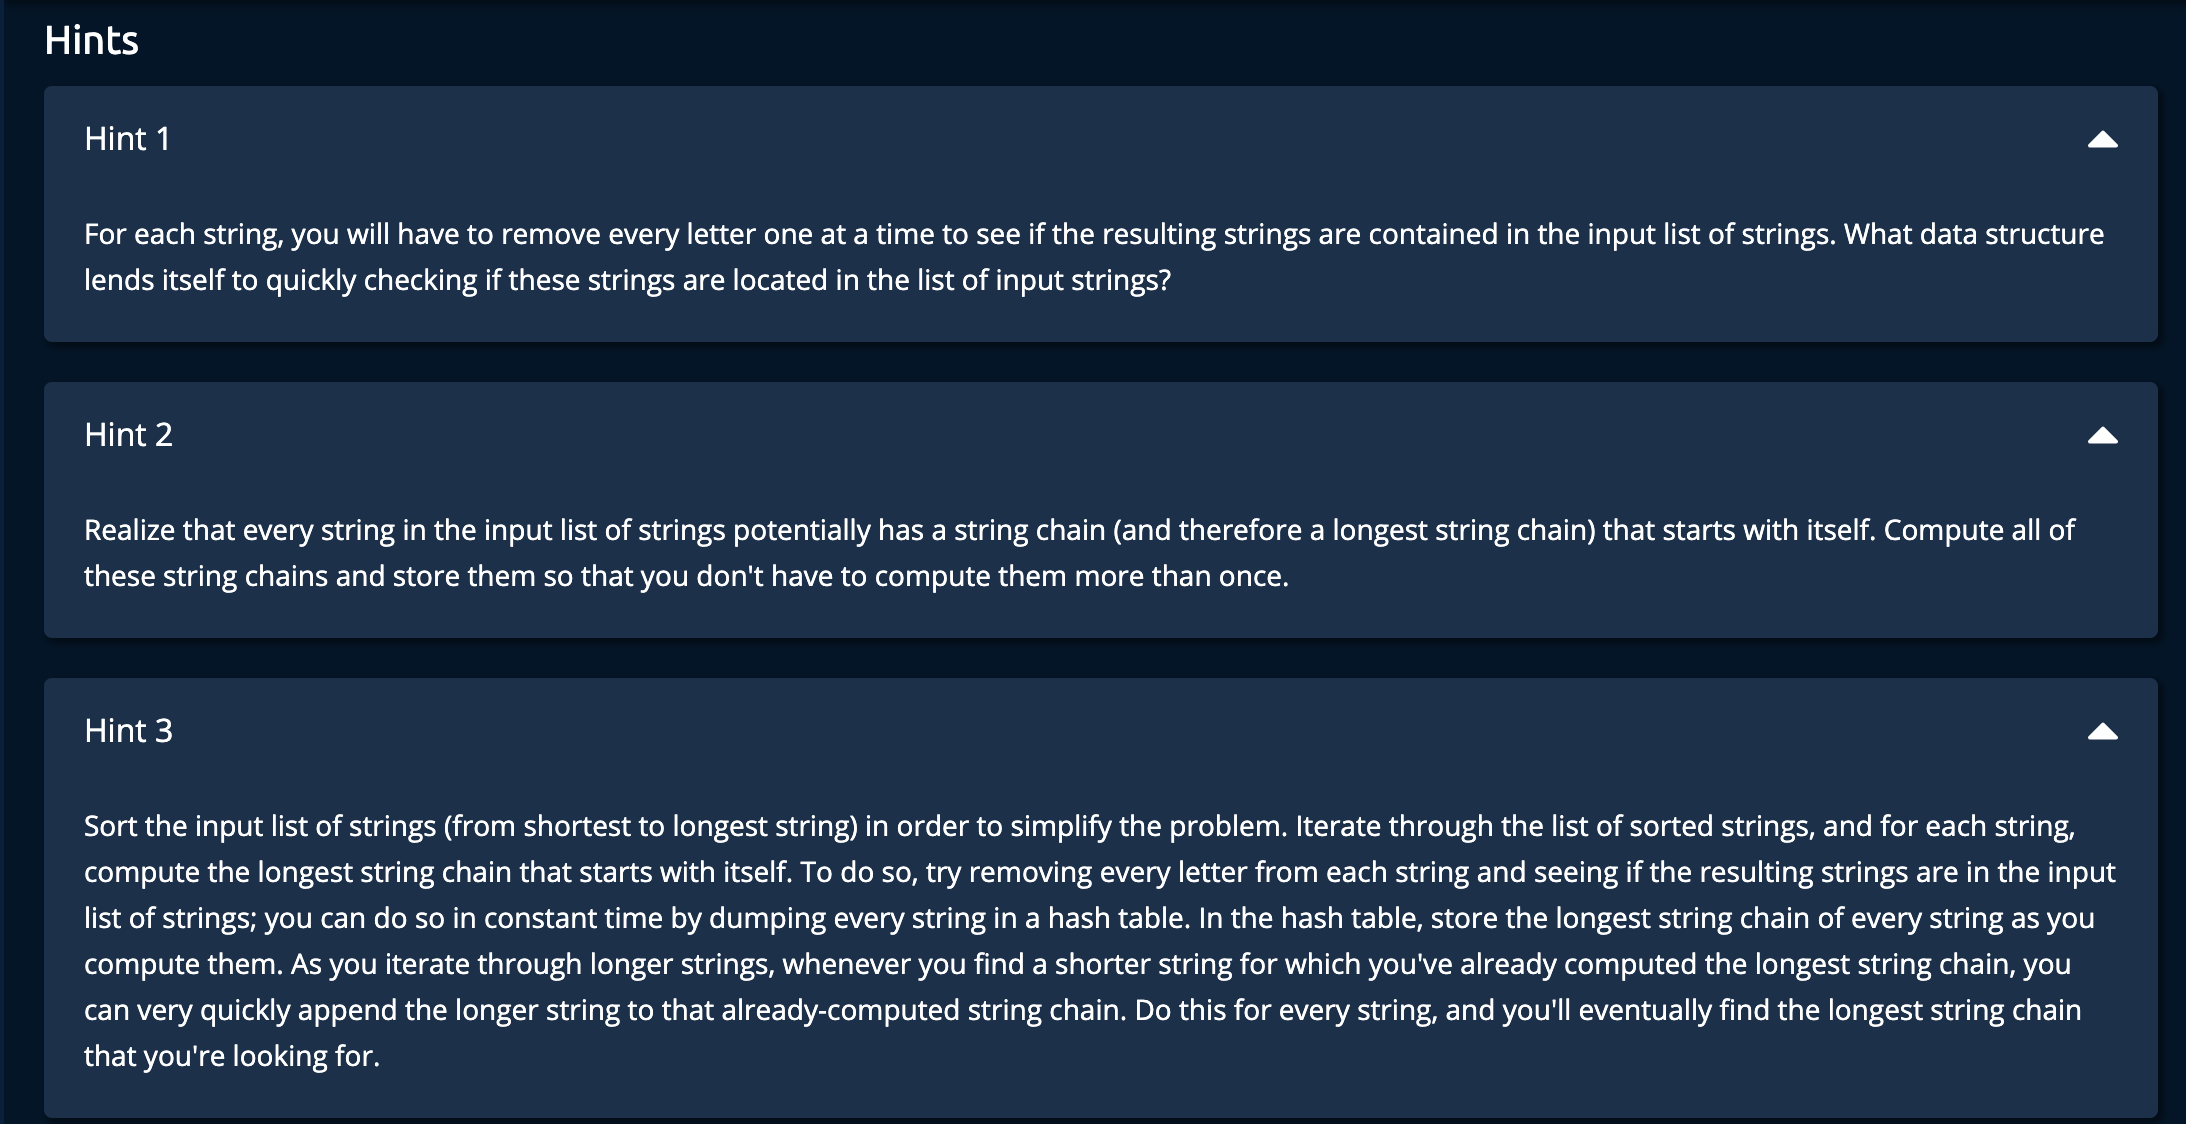 Hints
Hint 1
For each string, you will have to remove every letter one at a time to see if the resulting strings are contained in the input list of strings. What data structure
lends itself to quickly checking if these strings are located in the list of input strings?
Hint 2
Realize that every string in the input list of strings potentially has a string chain (and therefore a longest string chain) that starts with itself. Compute all of
these string chains and store them so that you don't have to compute them more than once.
Hint 3
Sort the input list of strings (from shortest to longest string) in order to simplify the problem. Iterate through the list of sorted strings, and for each string,
compute the longest string chain that starts with itself. To do so, try removing every letter from each string and seeing if the resulting strings are in the input
list of strings; you can do so in constant time by dumping every string in a hash table. In the hash table, store the longest string chain of every string as you
compute them. As you iterate through longer strings, whenever you find a shorter string for which you've already computed the longest string chain, you
can very quickly append the longer string to that already-computed string chain. Do this for every string, and you'll eventually find the longest string chain
that you're looking for.